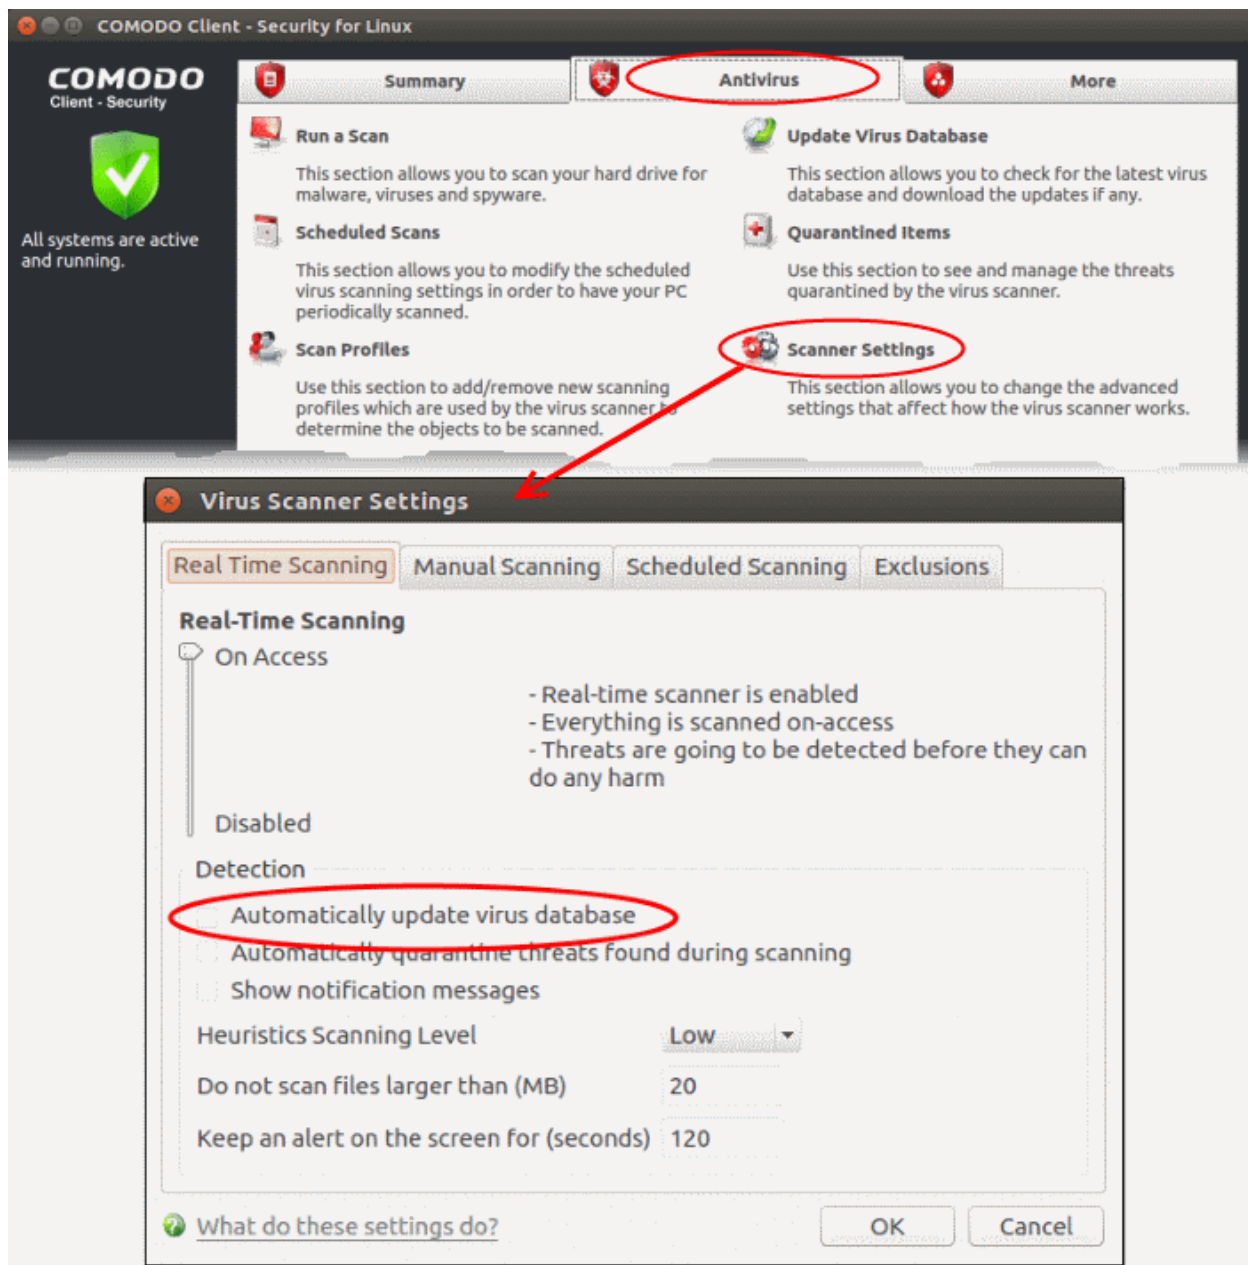 COMODO Client - Security for Linux
COMODO
Client - Security
All systems are active
and running.
Summary
Antivirus
More
Run a Scan
This section allows you to scan your hard drive for
malware, viruses and spyware.
Update Virus Database
This section allows you to check for the latest virus
database and download the updates if any.
Scheduled Scans
This section allows you to modify the scheduled
virus scanning settings in order to have your PC
periodically scanned.
Quarantined Items
Use this section to see and manage the threats
quarantined by the virus scanner.
Scan Profiles
Use this section to add/remove new scanning
profiles which are used by the virus scanner to
determine the objects to be scanned.
Scanner Settings
This section allows you to change the advanced
settings that affect how the virus scanner works.
Virus Scanner Settings
Real Time Scanning
Manual Scanning
Scheduled Scanning
Exclusions
Real-Time Scanning
On Access
- Real-time scanner is enabled
- Everything is scanned on-access
- Threats are going to be detected before they can
do any harm
Disabled
Detection
Automatically update virus database
Automatically quarantine threats found during scanning
Show notification messages
Heuristics Scanning Level Low
Do not scan files larger than (MB) 20
Keep an alert on the screen for (seconds) 120
What do these settings do?
OK
Cancel